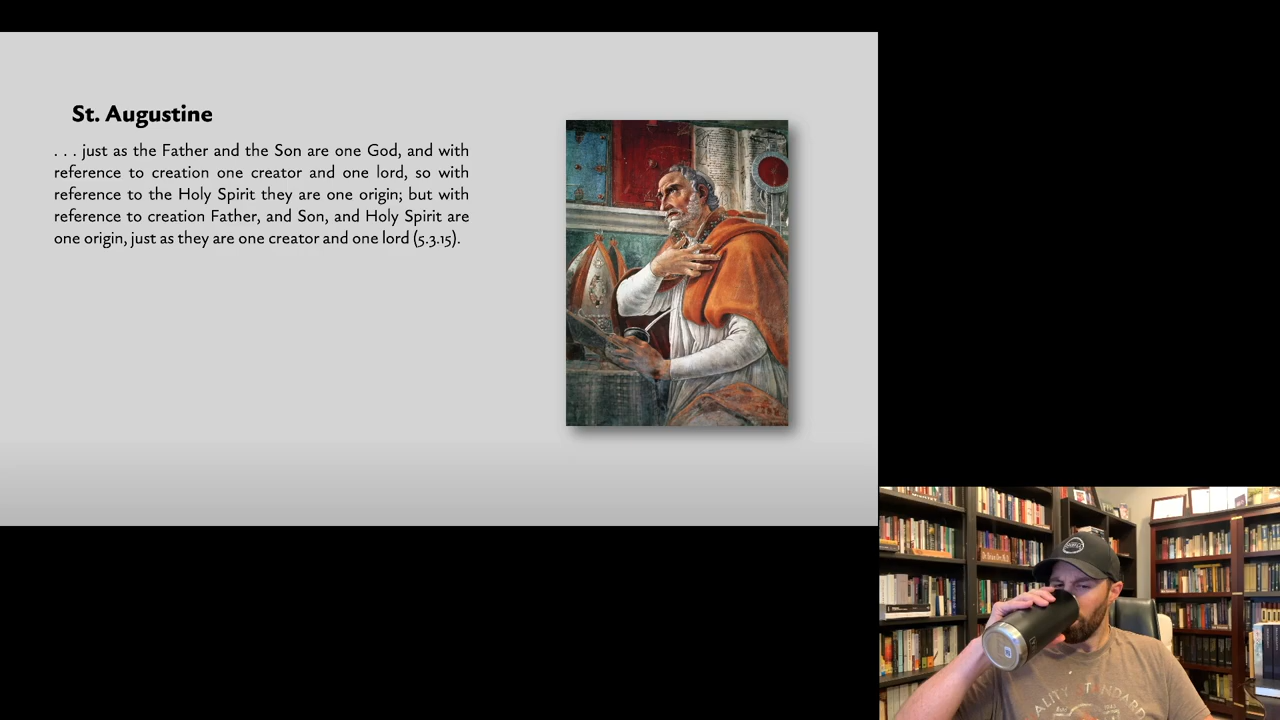 St. Augustine
. . . just as the Father and the Son are one God, and with
reference to creation one creator and one lord, so with
reference to the Holy Spirit they are one origin; but with
reference to creation Father, and Son, and Holy Spirit are
one origin, just as they are one creator and one lord (5.3.15).